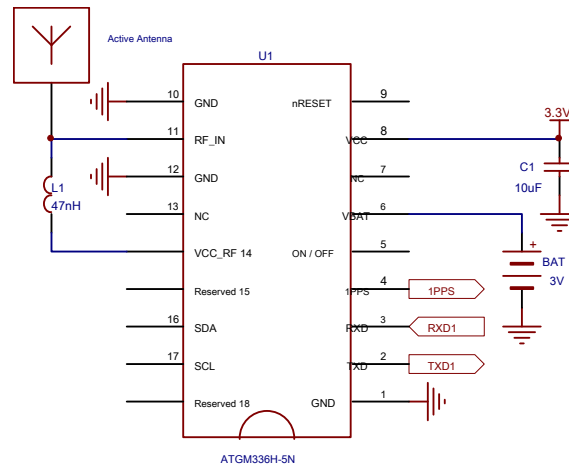 Active Antenna
U1
10 GND
nRESET 9
11 RF_IN
VCC 8
3.3V
12 GND
NC 7
C1
10uF
L1
47nH
13 NC
VBAT 6
VCC_RF 14
ON / OFF 5
+
BAT
3V
Reserved 15
1PPS 4 1PPS
16 SDA
RXD 3 RXD1
17 SCL
TXD 2 TXD1
Reserved 18
GND 1
ATGM336H-5N